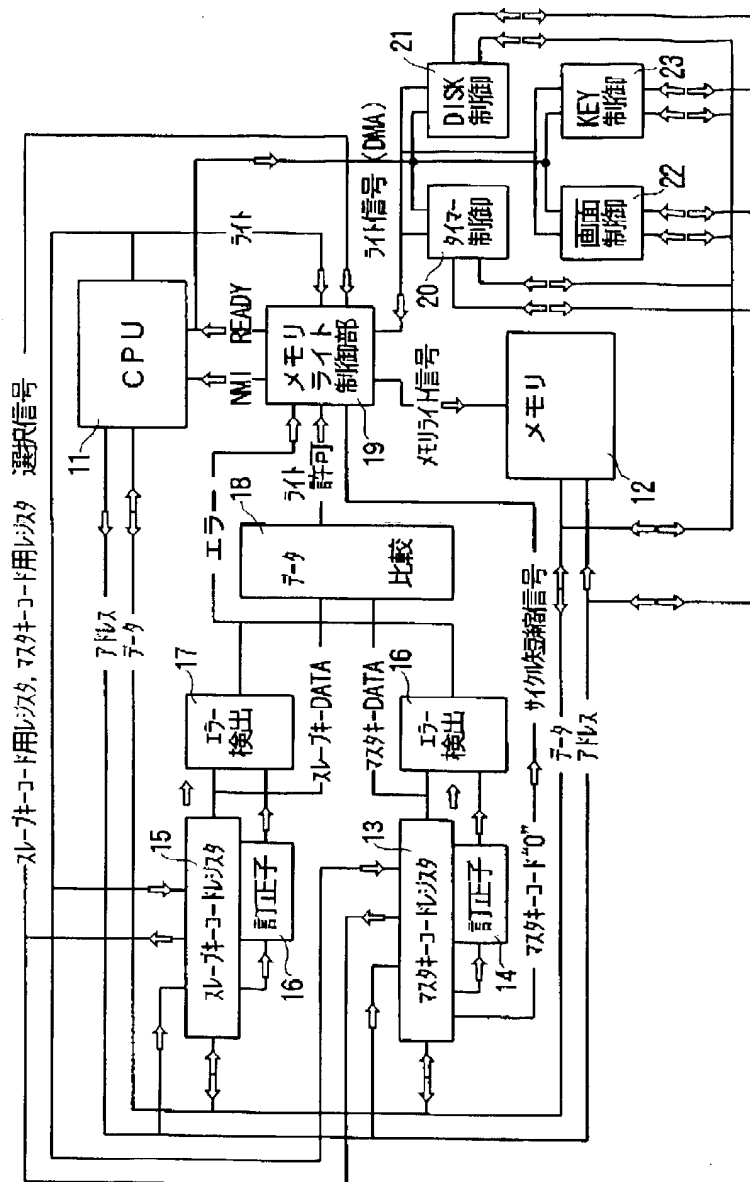 スレーブキーコード用レジスタ, マスタキーコード用レジスタ 選択信号
11
CPU
ライト
NMI
READY
アドレス
データ
エラー
ライト許可
メモリ
ライト
制御部
19
ライト信号 (DMA)
タイマー
制御
20
DISK
制御
21
画面
制御
22
KEY
制御
23
15
スレーブキーコードレジスタ
訂正子
16
17
エラー
検出
スレーブキーDATA
18
データ
比較
メモリライト信号
メモリ
12
マスタキーDATA
13
マスタキーコードレジスタ
訂正子
14
16
エラー
検出
マスタキーコード"0"
サイクル短縮信号
データ
アドレス